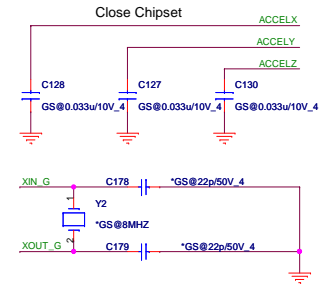 Close Chipset
ACCELX
ACCELY
ACCELZ
C128 C127 C130
GS@0.033u/10V_4 GS@0.033u/10V_4 GS@0.033u/10V_4
XIN_G C178 *GS@22p/50V_4
1
Y2
*GS@8MHZ
2
XOUT_G C179 *GS@22p/50V_4